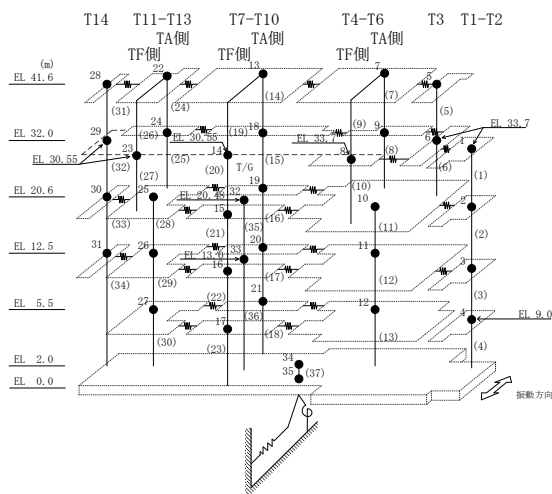 T14 T11-T13 T7-T10 T4-T6 T3 T1-T2
TA側 TA側 TA側
TF側 TF側 TF側
(m)
22 13 7
EL 41.6 28 5
(31) (24) (14) (7) (5)
EL 32.0 29 24 (26) EL 30.55 (19) 18 EL 33.7 (9) 9 6 1 EL 33.7
EL 30.55 (32) 23 (25) 14 (15) 8 (8) (6)
(27) (20) T/G (1)
EL 20.6 30 25 EL 20.48 32 19 (10) 10 2
(33) (28) 15 (35) (16) (11) (2)
(21) 20
EL 12.5 31 26 EL 13.0 33 11 3
(34) (29) 16 (17) (12) (3)
EL 5.5 27 (22) 21 12 4 EL 9.0
(30) 17 (36) (18) (13) (4)
(23)
EL 2.0 34
EL 0.0 35 (37)
振動方向